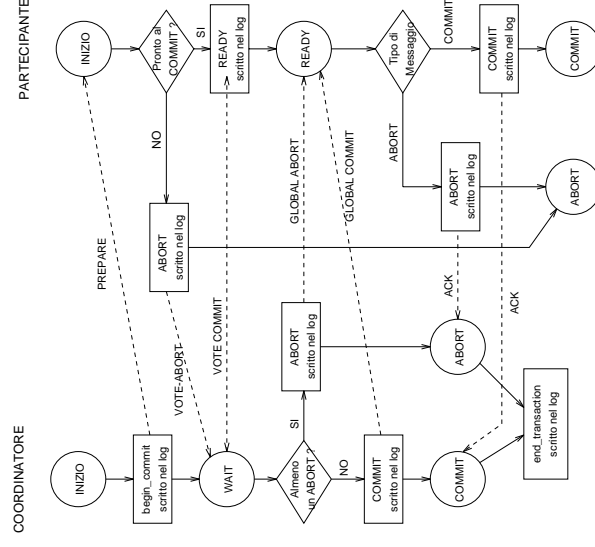 COORDINATORE
INIZIO
begin_commit
scritto nel log
WAIT
Almeno
un ABORT ?
SI
NO
COMMIT
scritto nel log
COMMIT
ABORT
scritto nel log
ABORT
end_transaction
scritto nel log
PREPARE
VOTE-ABORT
VOTE COMMIT
GLOBAL ABORT
GLOBAL COMMIT
ACK
ACK
PARTECIPANTE
INIZIO
Pronto al
COMMIT ?
SI
NO
READY
scritto nel log
ABORT
scritto nel log
READY
Tipo di
Messaggio
COMMIT
ABORT
COMMIT
scritto nel log
ABORT
scritto nel log
COMMIT
ABORT